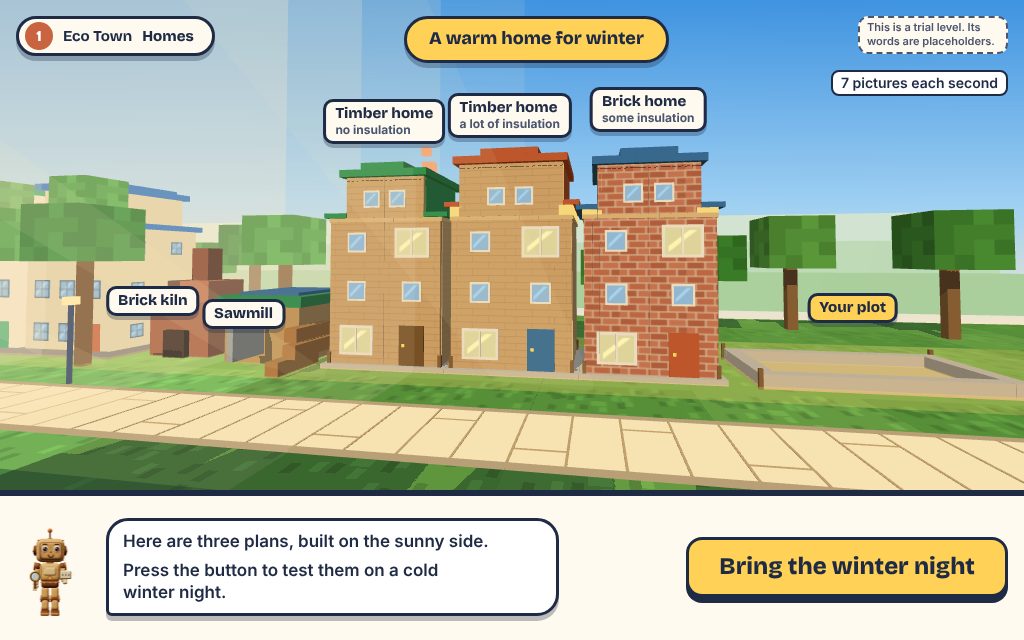 1 Eco Town Homes
A warm home for winter
This is a trial level. Its
words are placeholders.
7 pictures each second
Timber home
no insulation
Timber home
a lot of insulation
Brick home
some insulation
Brick kiln
Sawmill
Your plot
Here are three plans, built on the sunny side.
Press the button to test them on a cold
winter night.
Bring the winter night